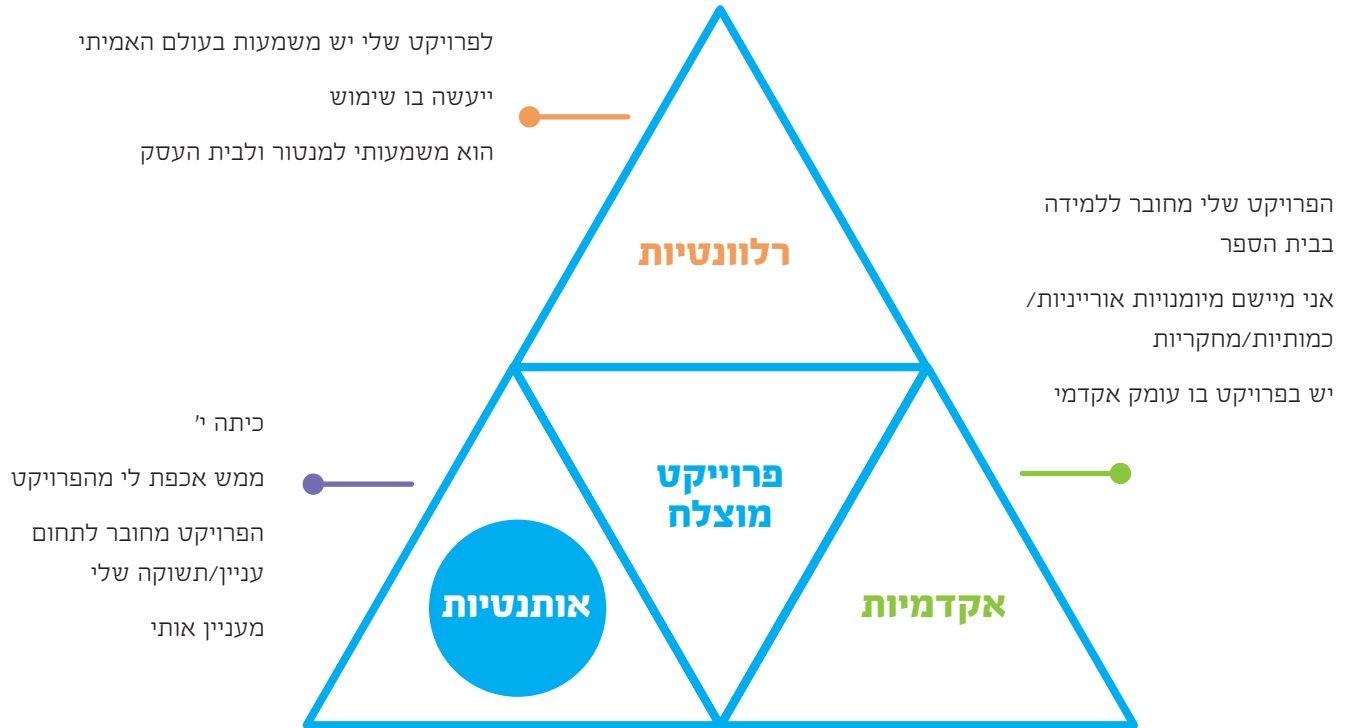 לפרויקט שלי יש משמעות בעולם האמיתי
ייעשה בו שימוש
הוא משמעותי למנטור ולבית העסק
רלוונטיות
הפרויקט שלי מחובר ללמידה
בבית הספר
אני מיישם מיומנויות אורייניות/
כמותיות/מחקריות
יש בפרויקט בו עומק אקדמי
כיתה י'
ממש אכפת לי מהפרויקט
הפרויקט מחובר לתחום
עניין/תשוקה שלי
מעניין אותי
פרוייקט
מוצלח
אותנטיות
אקדמיות